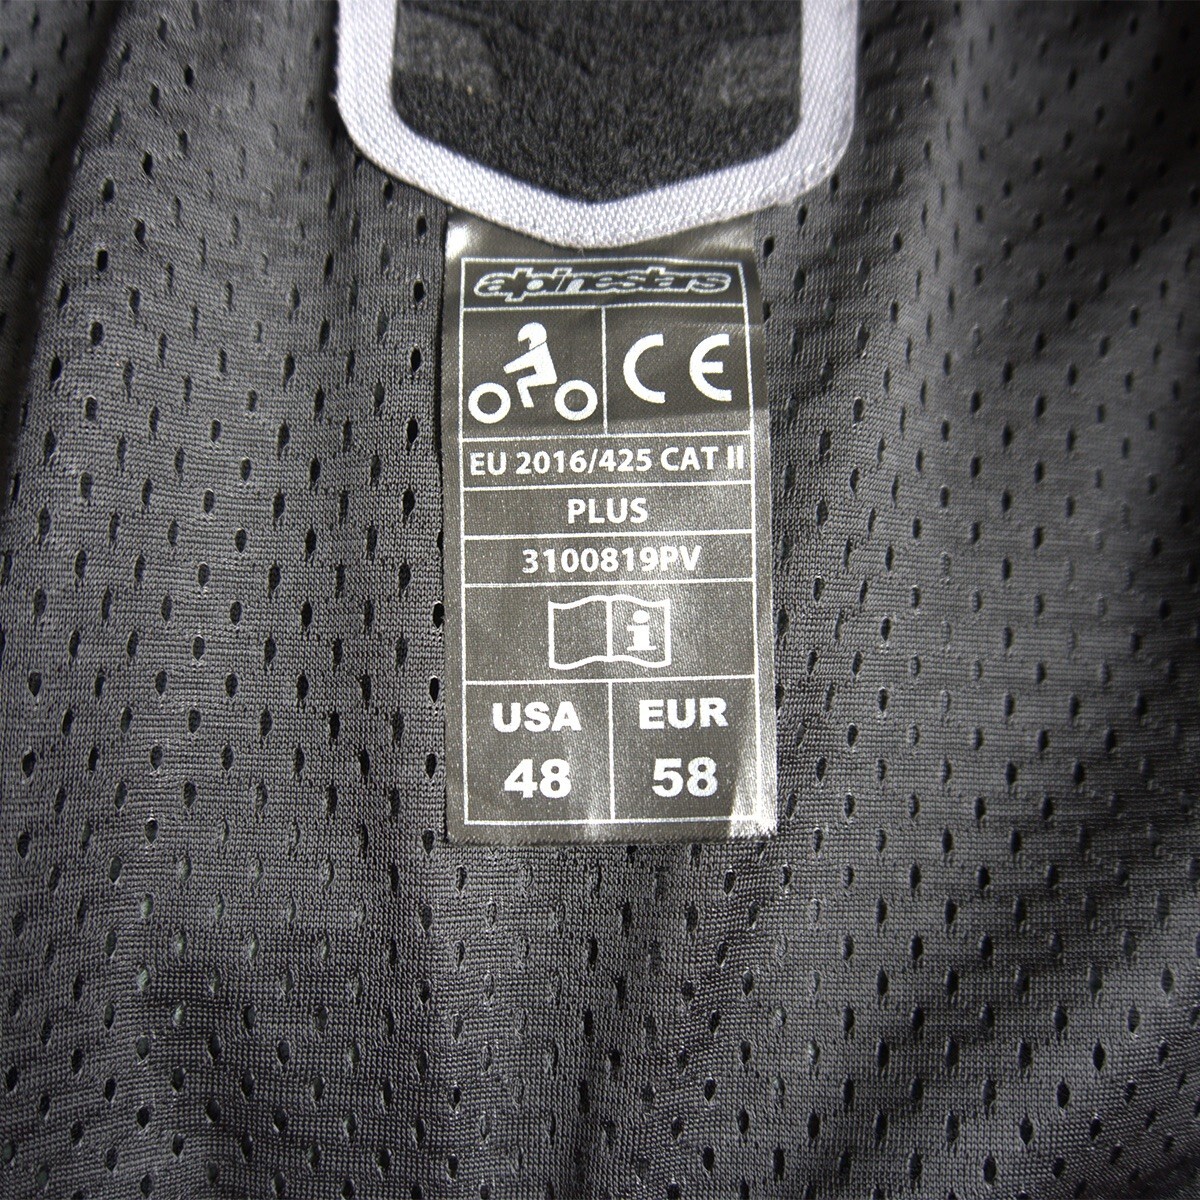 alpinestars
CE
EU 2016/425 CAT II
PLUS
3100819PV
i
USA EUR
48 58